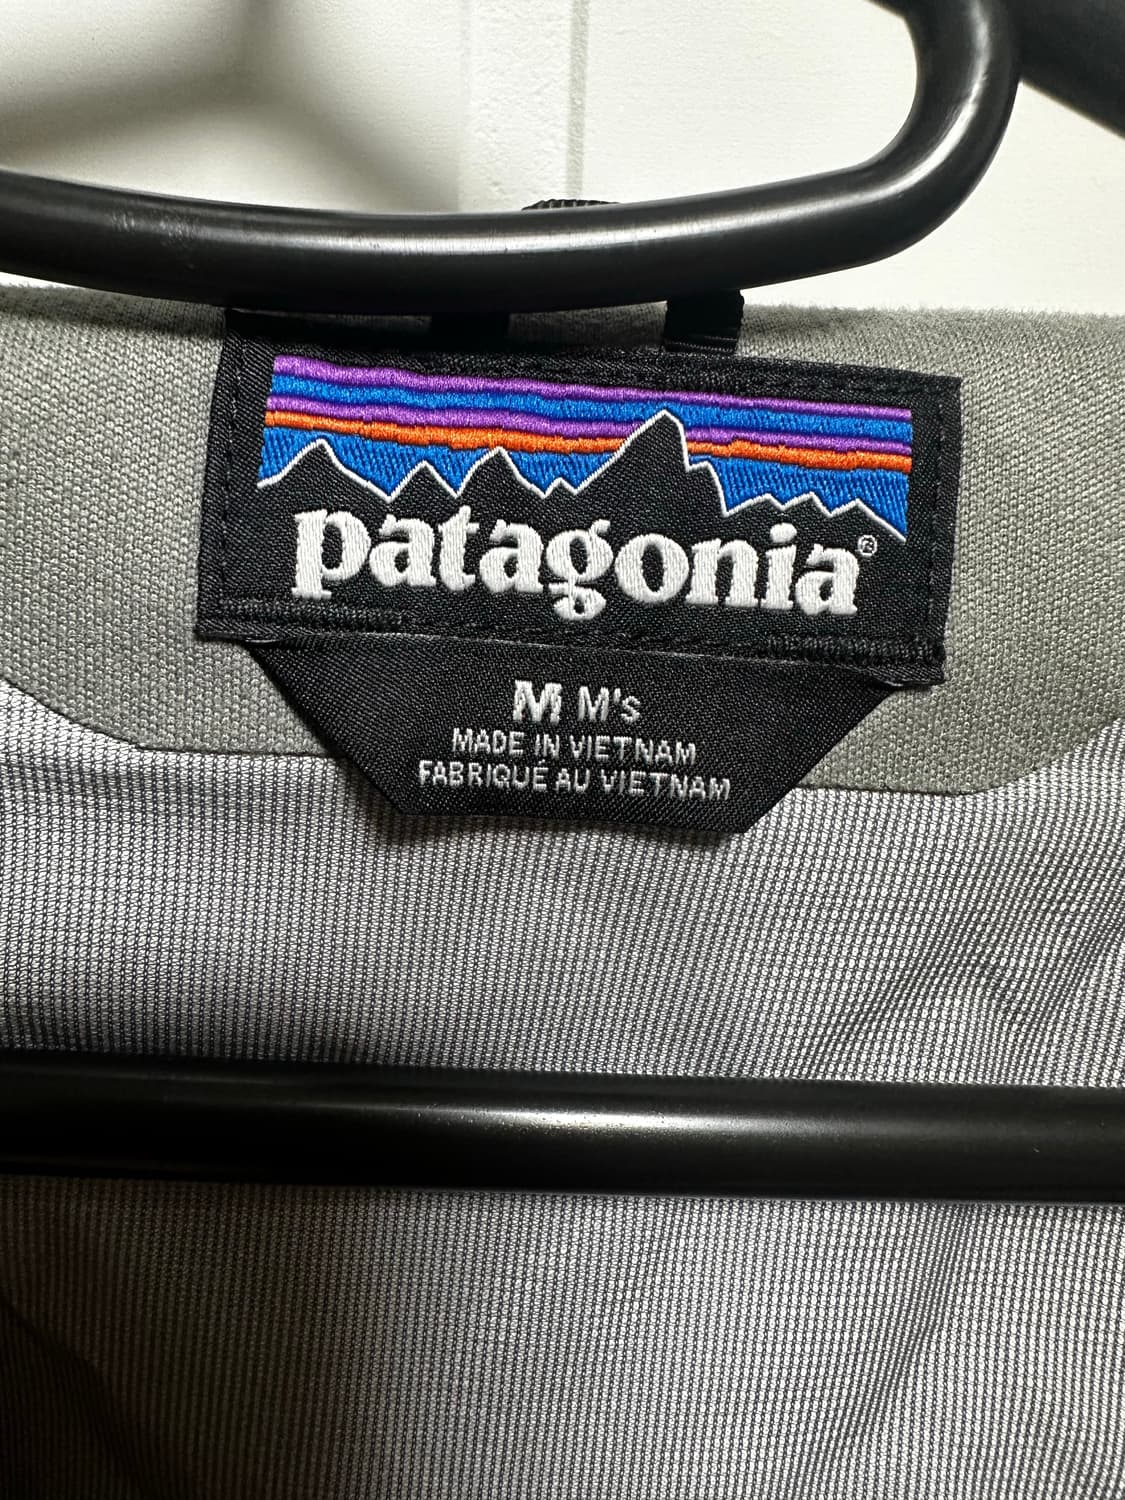 patagonia®
M M's
MADE IN VIETNAM
FABRIQUÉ AU VIETNAM